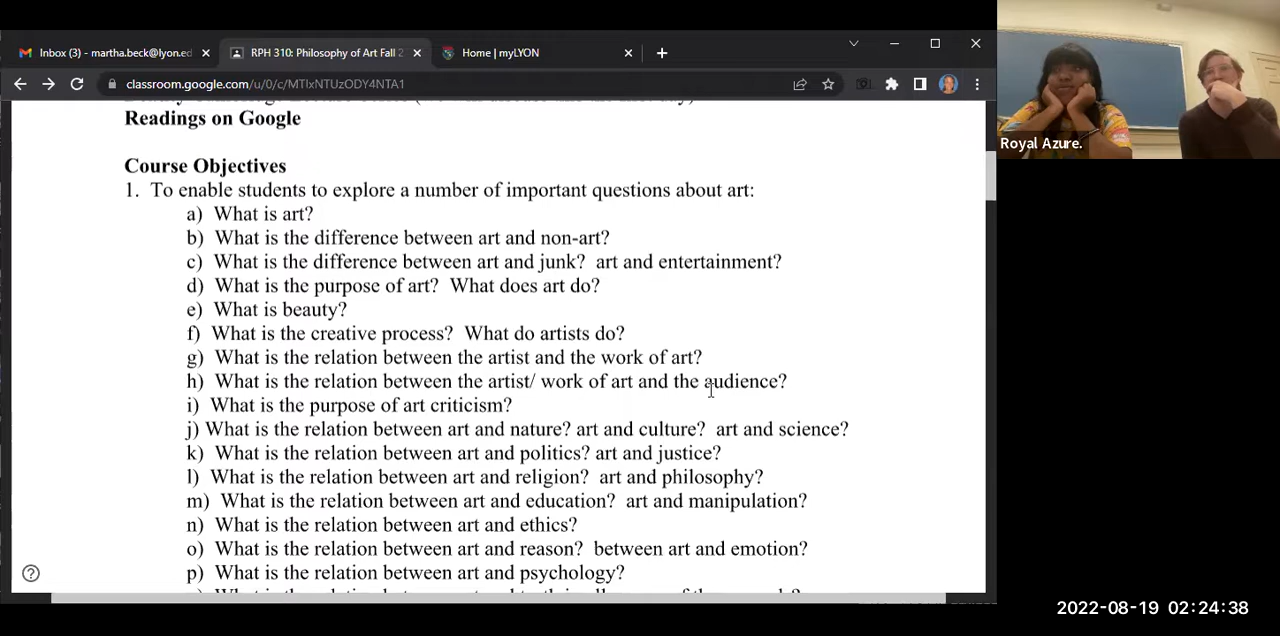 Inbox (3) - martha.beck@lyon.ed
RPH 310: Philosophy of Art Fall 2
Home | myLYON
classroom.google.com/u/0/c/MTIxNTUzODY4NTA1
Readings on Google
Royal Azure.
Course Objectives
1. To enable students to explore a number of important questions about art:
a) What is art?
b) What is the difference between art and non-art?
c) What is the difference between art and junk? art and entertainment?
d) What is the purpose of art? What does art do?
e) What is beauty?
f) What is the creative process? What do artists do?
g) What is the relation between the artist and the work of art?
h) What is the relation between the artist/ work of art and the audience?
i) What is the purpose of art criticism?
j) What is the relation between art and nature? art and culture? art and science?
k) What is the relation between art and politics? art and justice?
l) What is the relation between art and religion? art and philosophy?
m) What is the relation between art and education? art and manipulation?
n) What is the relation between art and ethics?
o) What is the relation between art and reason? between art and emotion?
p) What is the relation between art and psychology?
2022-08-19 02:24:38